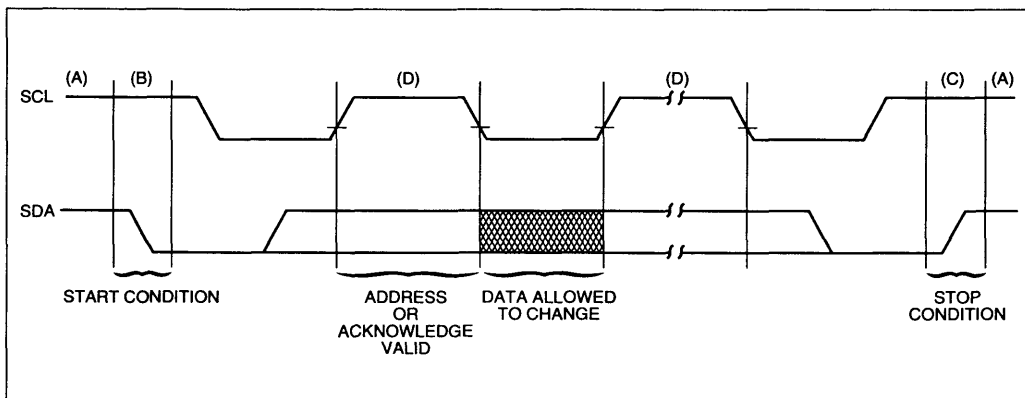 (A) (B) (D) (D) (C) (A)
SCL
SDA
START CONDITION
ADDRESS
OR
ACKNOWLEDGE
VALID
DATA ALLOWED
TO CHANGE
STOP
CONDITION